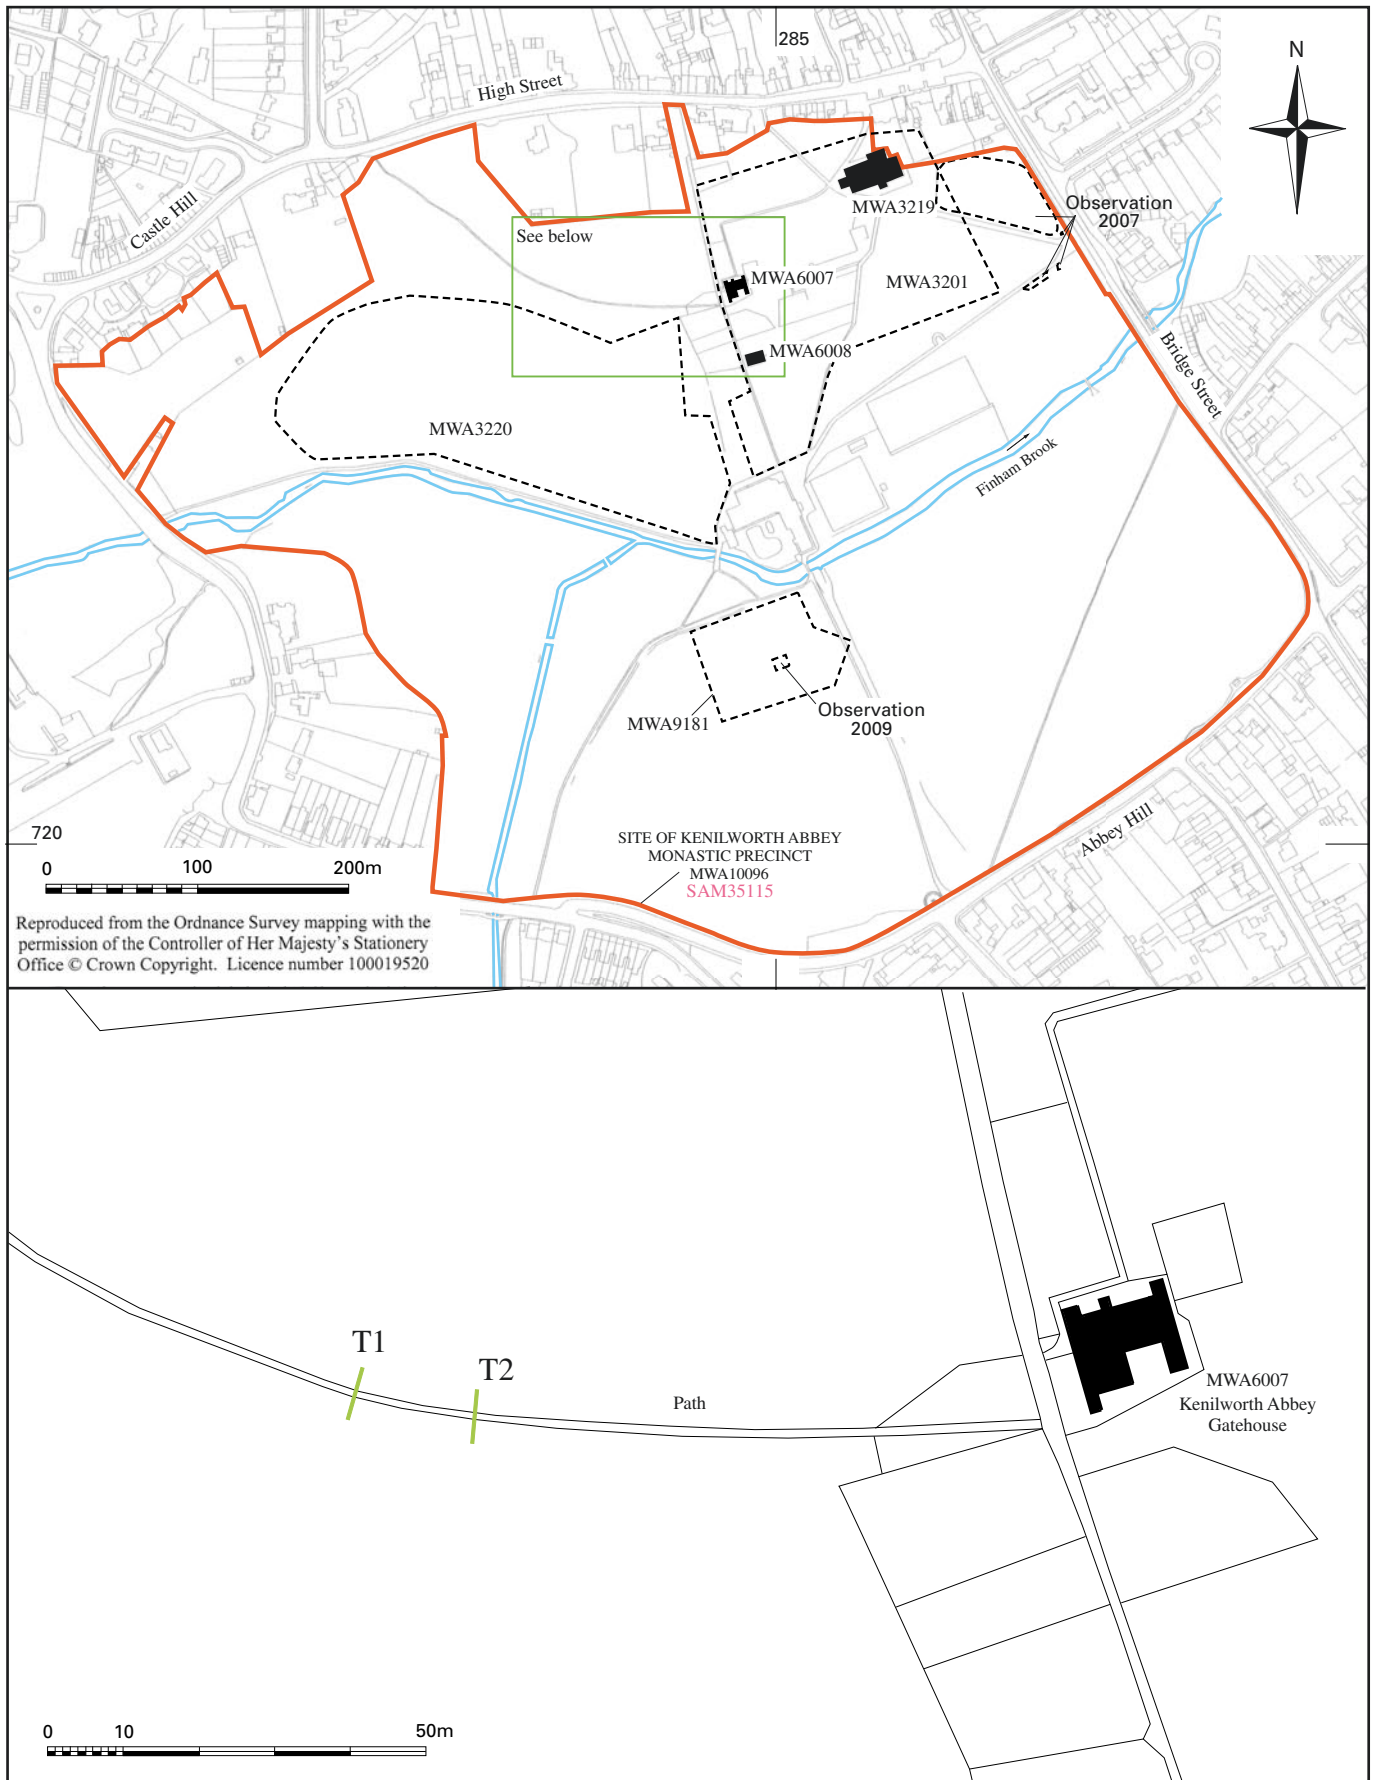 285
N
High Street
Castle Hill
See below
MWA3219
Observation
2007
MWA6007
MWA3201
MWA6008
Bridge Street
MWA3220
Finham Brook
MWA9181
Observation
2009
720
0 100 200m
SITE OF KENILWORTH ABBEY
MONASTIC PRECINCT
MWA10096
SAM35115
Abbey Hill
Reproduced from the Ordnance Survey mapping with the
permission of the Controller of Her Majesty's Stationery
Office © Crown Copyright. Licence number 100019520
T1
T2
Path
MWA6007
Kenilworth Abbey
Gatehouse
0 10 50m